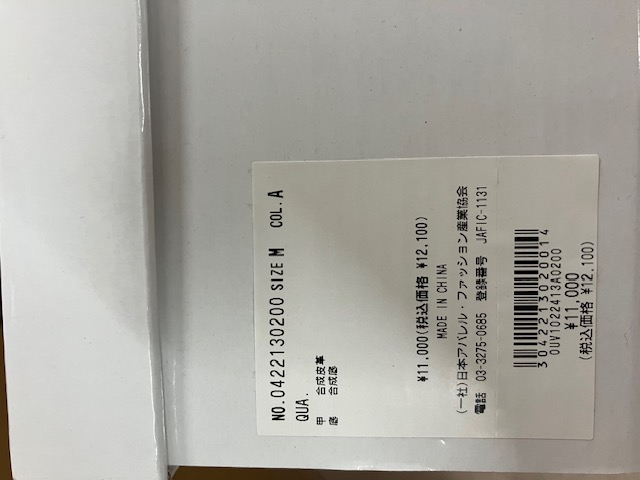 NO.0422130200 SIZE M COL.A
QUA.
甲 合成皮革
底 合成底
¥11,000(税込価格 ¥12,100)
MADE IN CHINA
(一社)日本アパレル・ファッション産業協会
電話 03-3275-0685 登録番号 JAFIC-1131
3042213020014
0UV1022413A0200
¥11,000
(税込価格 ¥12,100)